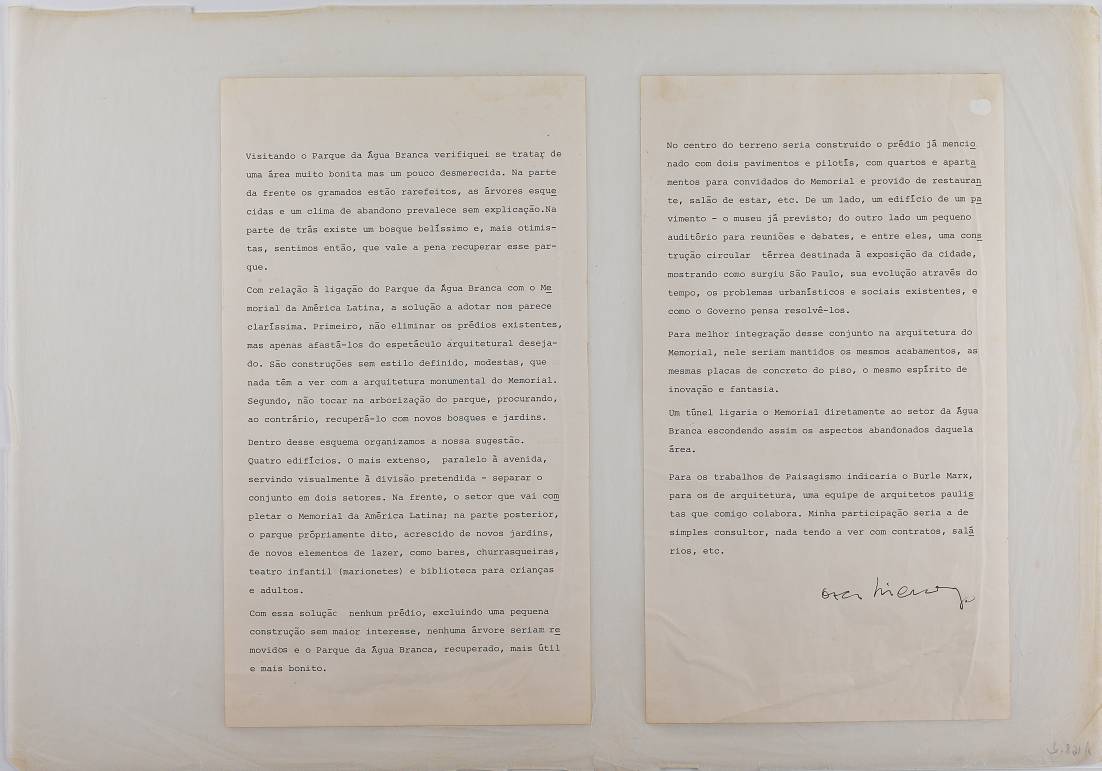 Visitando o Parque da Água Branca verifiquei se tratar de
uma área muito bonita mas um pouco desmerecida. Na parte
da frente os gramados estão rarefeitos, as árvores esque
cidas e um clima de abandono prevalece sem explicação.Na
parte de trás existe um bosque belíssimo e, mais otimis-
tas, sentimos então, que vale a pena recuperar esse par-
que.
Com relação à ligação do Parque da Água Branca com o Me
morial da América Latina, a solução a adotar nos parece
claríssima. Primeiro, não eliminar os prédios existentes,
mas apenas afastá-los do espetáculo arquitetural deseja-
do. São construções sem estilo definido, modestas, que
nada têm a ver com a arquitetura monumental do Memorial.
Segundo, não tocar na arborização do parque, procurando,
ao contrário, recuperá-lo com novos bosques e jardins.
Dentro desse esquema organizamos a nossa sugestão.
Quatro edifícios. O mais extenso, paralelo à avenida,
servindo visualmente à divisão pretendida - separar o
conjunto em dois setores. Na frente, o setor que vai com
pletar o Memorial da América Latina; na parte posterior,
o parque própriamente dito, acrescido de novos jardins,
de novos elementos de lazer, como bares, churrasqueiras,
teatro infantil (marionetes) e biblioteca para crianças
e adultos.
Com essa soluçãc nenhum prédio, excluindo uma pequena
construção sem maior interesse, nenhuma árvore seriam re
movidos e o Parque da Água Branca, recuperado, mais útil
e mais bonito.
No centro do terreno seria construido o prédio já mencio
nado com dois pavimentos e pilotís, com quartos e aparta
mentos para convidados do Memorial e provido de restauran
te, salão de estar, etc. De um lado, um edifício de um pa
vimento - o museu já previsto; do outro lado um pequeno
auditório para reuniões e debates, e entre eles, uma cons
trução circular térrea destinada à exposição da cidade,
mostrando como surgiu São Paulo, sua evolução através do
tempo, os problemas urbanísticos e sociais existentes, e
como o Governo pensa resolvê-los.
Para melhor integração desse conjunto na arquitetura do
Memorial, nele seriam mantidos os mesmos acabamentos, as
mesmas placas de concreto do piso, o mesmo espírito de
inovação e fantasia.
Um túnel ligaria o Memorial diretamente ao setor da Água
Branca escondendo assim os aspectos abandonados daquela
área.
Para os trabalhos de Paisagismo indicaria o Burle Marx,
para os de arquitetura, uma equipe de arquitetos paulis
tas que comigo colabora. Minha participação seria a de
simples consultor, nada tendo a ver com contratos, salá
rios, etc.